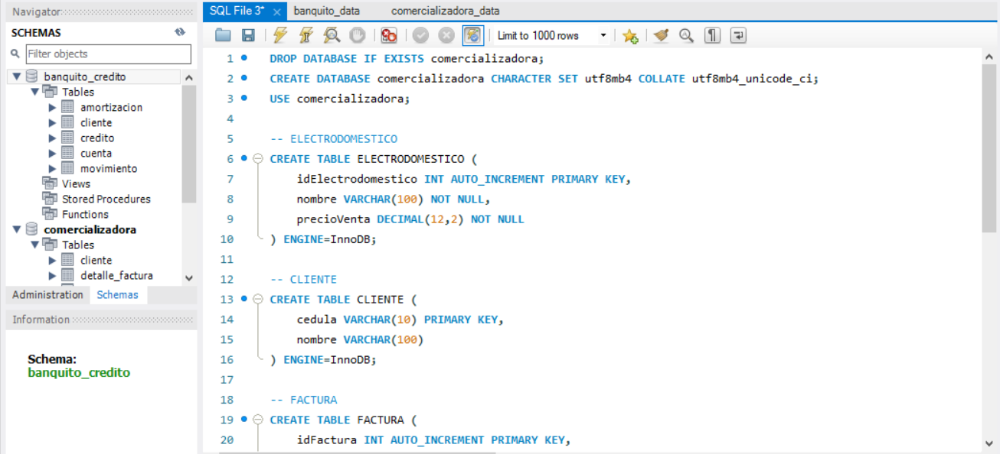 Navigator
SCHEMAS
Filter objects
banquito_credito
Tables
amortizacion
cliente
credito
cuenta
movimiento
Views
Stored Procedures
Functions
comercializadora
Tables
cliente
detalle_factura
Administration Schemas
Information
Schema:
banquito_credito
SQL File 3* banquito_data comercializadora_data
Limit to 1000 rows
1 DROP DATABASE IF EXISTS comercializadora;
2 CREATE DATABASE comercializadora CHARACTER SET utf8mb4 COLLATE utf8mb4_unicode_ci;
3 USE comercializadora;
4
5 -- ELECTRODOMESTICO
6 CREATE TABLE ELECTRODOMESTICO (
7 idElectrodomestico INT AUTO_INCREMENT PRIMARY KEY,
8 nombre VARCHAR(100) NOT NULL,
9 precioVenta DECIMAL(12,2) NOT NULL
10 ) ENGINE=InnoDB;
11
12 -- CLIENTE
13 CREATE TABLE CLIENTE (
14 cedula VARCHAR(10) PRIMARY KEY,
15 nombre VARCHAR(100)
16 ) ENGINE=InnoDB;
17
18 -- FACTURA
19 CREATE TABLE FACTURA (
20 idFactura INT AUTO_INCREMENT PRIMARY KEY,